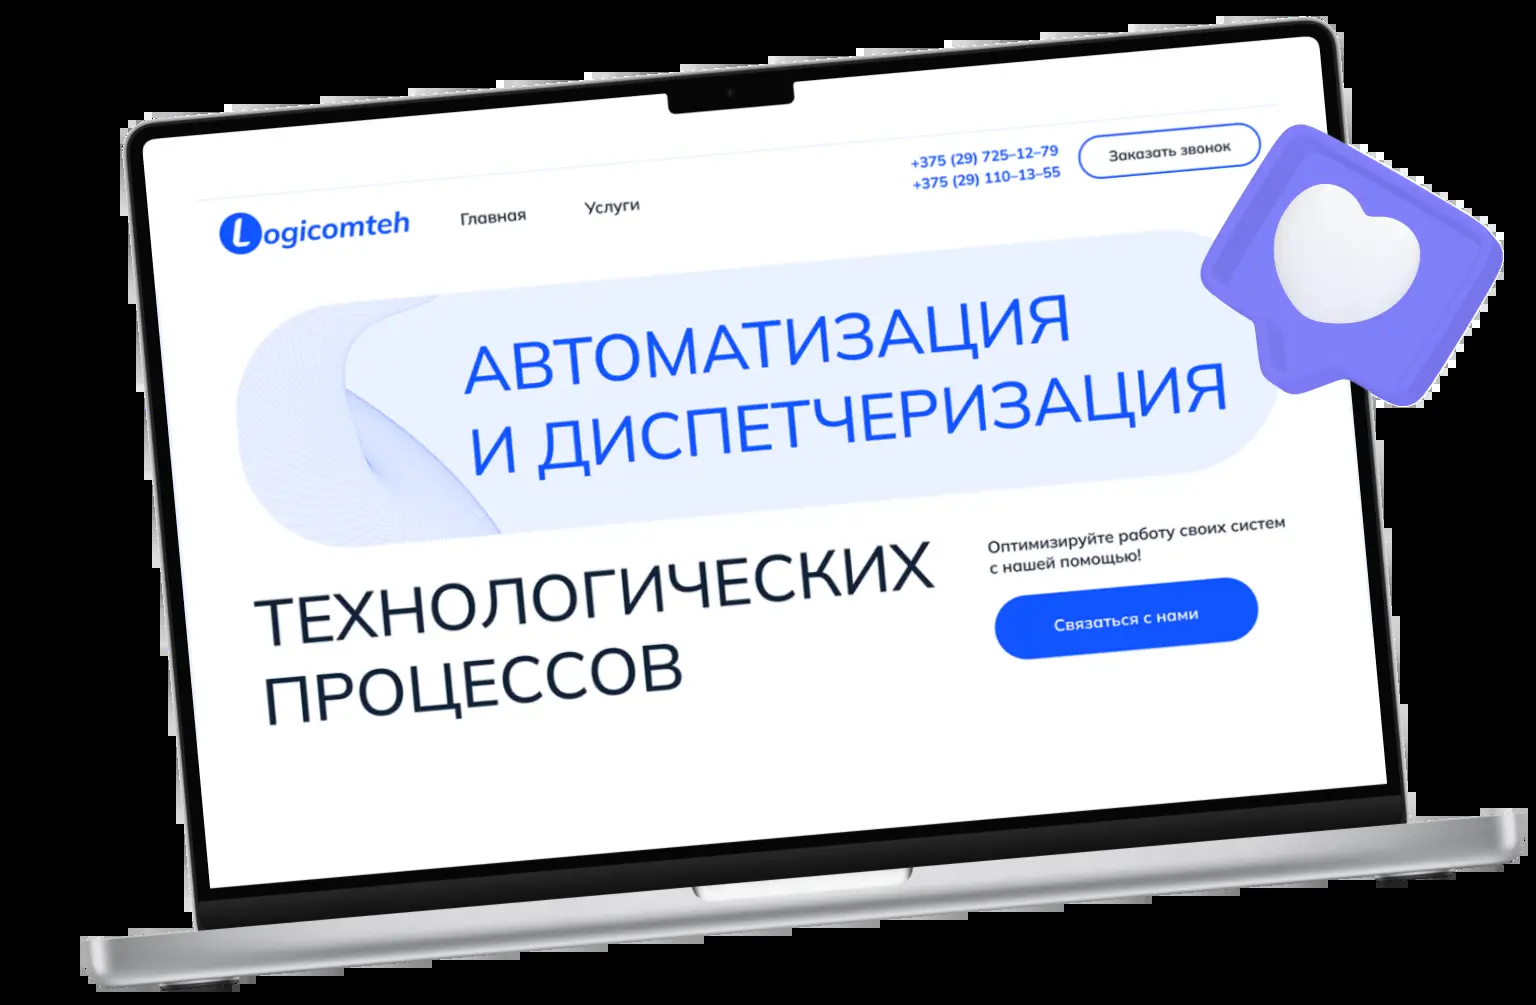 +375 (29) 725–12–79
+375 (29) 110–13–55
Заказать звонок
Logicomteh
Главная
Услуги
АВТОМАТИЗАЦИЯ
И ДИСПЕТЧЕРИЗАЦИЯ
ТЕХНОЛОГИЧЕСКИХ
ПРОЦЕССОВ
Оптимизируйте работу своих систем
с нашей помощью!
Связаться с нами